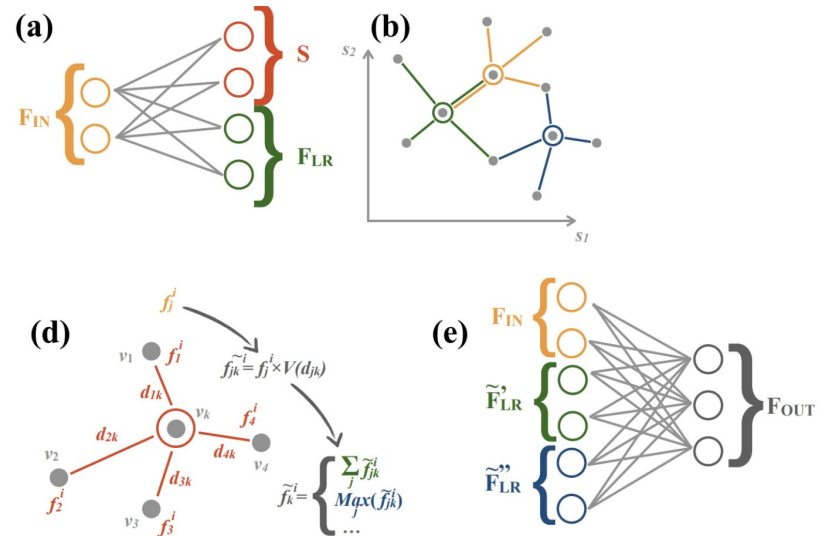 (a)
F_IN
S
F_LR
(b)
s_2
s_1
(d)
f_j^i
f̃_jk^i = f_j^i × V(d_jk)
v_1
f_1^i
d_1k
v_k
f_4^i
d_2k
v_2
d_4k
v_4
f_2^i
d_3k
v_3
f_3^i
f̃_k^i = { ∑_j f̃_jk^i
Max_j(f̃_jk^i)
...
(e)
F_IN
F̃'_LR
F_OUT
F̃''_LR